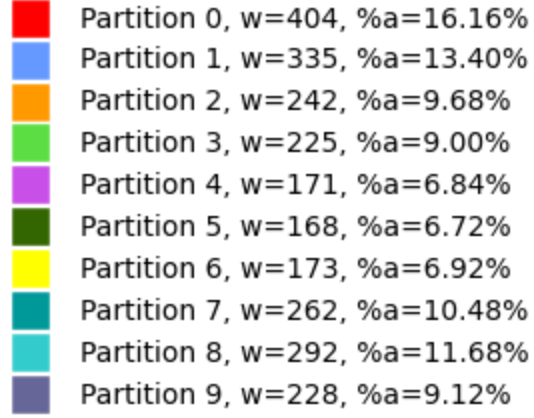 Partition 0, w=404, %a=16.16%
Partition 1, w=335, %a=13.40%
Partition 2, w=242, %a=9.68%
Partition 3, w=225, %a=9.00%
Partition 4, w=171, %a=6.84%
Partition 5, w=168, %a=6.72%
Partition 6, w=173, %a=6.92%
Partition 7, w=262, %a=10.48%
Partition 8, w=292, %a=11.68%
Partition 9, w=228, %a=9.12%